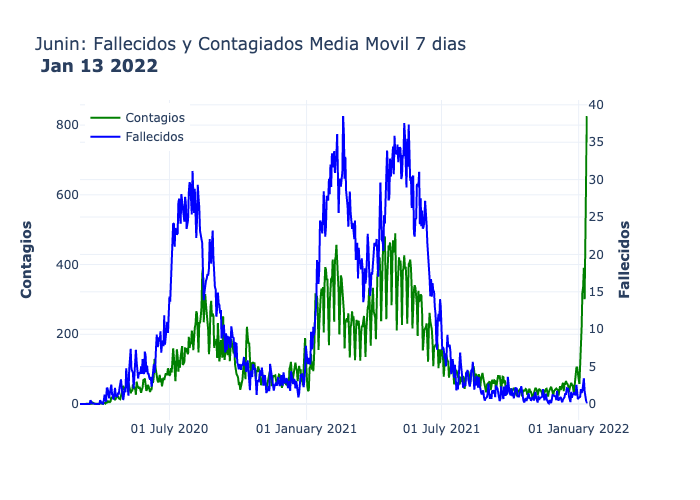 Junin: Fallecidos y Contagiados Media Movil 7 dias
Jan 13 2022
Contagios
Fallecidos
800
600
400
200
0
40
35
30
25
20
15
10
5
0
Contagios
Fallecidos
01 July 2020
01 January 2021
01 July 2021
01 January 2022